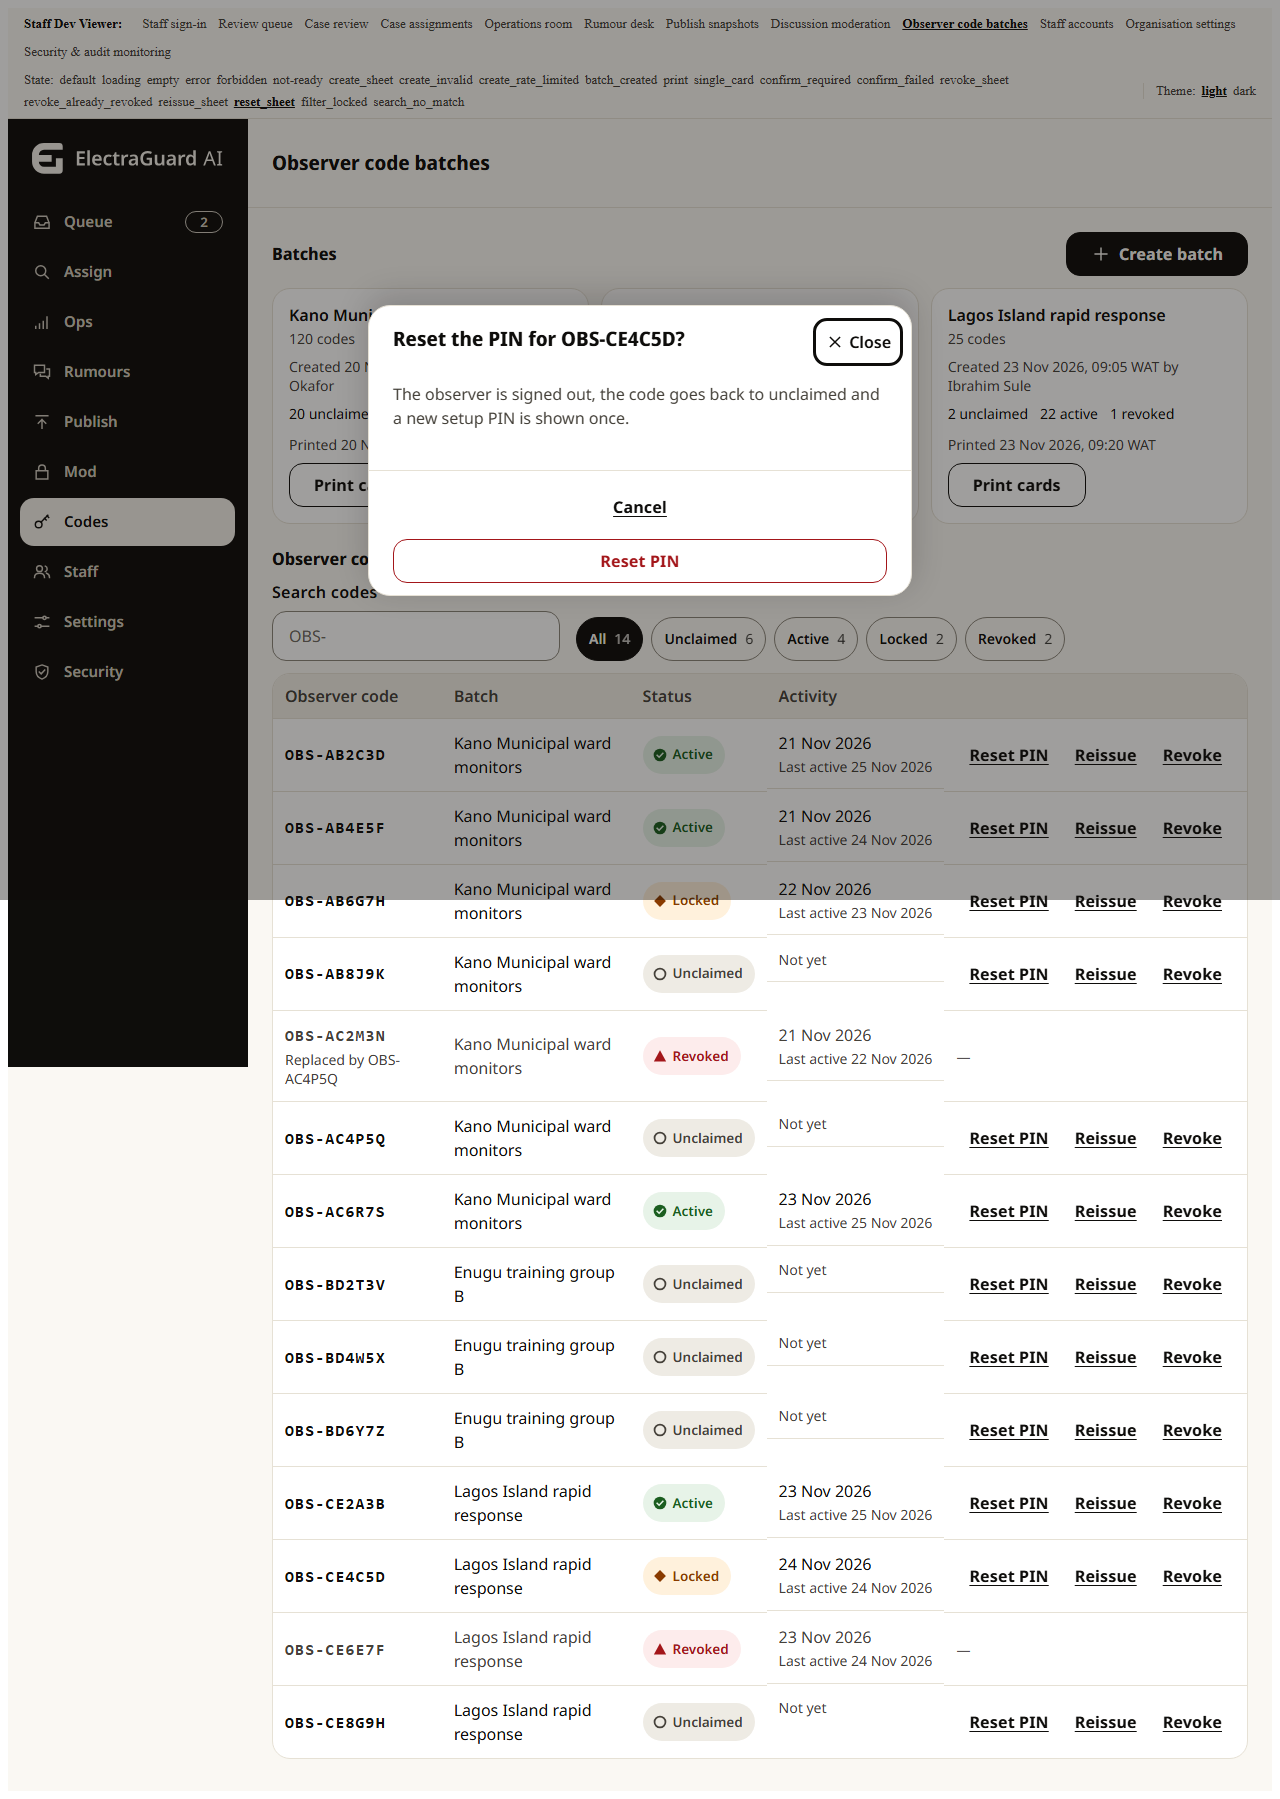 Staff Dev Viewer: Staff sign-in Review queue Case review Case assignments Operations room Rumour desk Publish snapshots Discussion moderation Observer code batches Staff accounts Organisation settings
Security & audit monitoring
State: default loading empty error forbidden not-ready create_sheet create_invalid create_rate_limited batch_created print single_card confirm_required confirm_failed revoke_sheet
revoke_already_revoked reissue_sheet reset_sheet filter_locked search_no_match
Theme: light dark
ElectraGuard AI
Queue 2
Assign
Ops
Rumours
Publish
Mod
Codes
Staff
Settings
Security
Observer code batches
Batches
Create batch
Kano Muni
120 codes
Created 20 N
Okafor
20 unclaime
Printed 20 N
Print c
Lagos Island rapid response
25 codes
Created 23 Nov 2026, 09:05 WAT by
Ibrahim Sule
2 unclaimed 22 active 1 revoked
Printed 23 Nov 2026, 09:20 WAT
Print cards
Reset the PIN for OBS-CE4C5D?
Close
The observer is signed out, the code goes back to unclaimed and
a new setup PIN is shown once.
Cancel
Reset PIN
Observer co
Search codes
OBS-
All 14
Unclaimed 6
Active 4
Locked 2
Revoked 2
Observer code Batch Status Activity
OBS-AB2C3D Kano Municipal ward monitors Active 21 Nov 2026 Last active 25 Nov 2026 Reset PIN Reissue Revoke
OBS-AB4E5F Kano Municipal ward monitors Active 21 Nov 2026 Last active 24 Nov 2026 Reset PIN Reissue Revoke
OBS-AB6G7H Kano Municipal ward monitors Locked 22 Nov 2026 Last active 23 Nov 2026 Reset PIN Reissue Revoke
OBS-AB8J9K Kano Municipal ward monitors Unclaimed Not yet Reset PIN Reissue Revoke
OBS-AC2M3N Replaced by OBS-AC4P5Q Kano Municipal ward monitors Revoked 21 Nov 2026 Last active 22 Nov 2026 —
OBS-AC4P5Q Kano Municipal ward monitors Unclaimed Not yet Reset PIN Reissue Revoke
OBS-AC6R7S Kano Municipal ward monitors Active 23 Nov 2026 Last active 25 Nov 2026 Reset PIN Reissue Revoke
OBS-BD2T3V Enugu training group B Unclaimed Not yet Reset PIN Reissue Revoke
OBS-BD4W5X Enugu training group B Unclaimed Not yet Reset PIN Reissue Revoke
OBS-BD6Y7Z Enugu training group B Unclaimed Not yet Reset PIN Reissue Revoke
OBS-CE2A3B Lagos Island rapid response Active 23 Nov 2026 Last active 25 Nov 2026 Reset PIN Reissue Revoke
OBS-CE4C5D Lagos Island rapid response Locked 24 Nov 2026 Last active 24 Nov 2026 Reset PIN Reissue Revoke
OBS-CE6E7F Lagos Island rapid response Revoked 23 Nov 2026 Last active 24 Nov 2026 —
OBS-CE8G9H Lagos Island rapid response Unclaimed Not yet Reset PIN Reissue Revoke